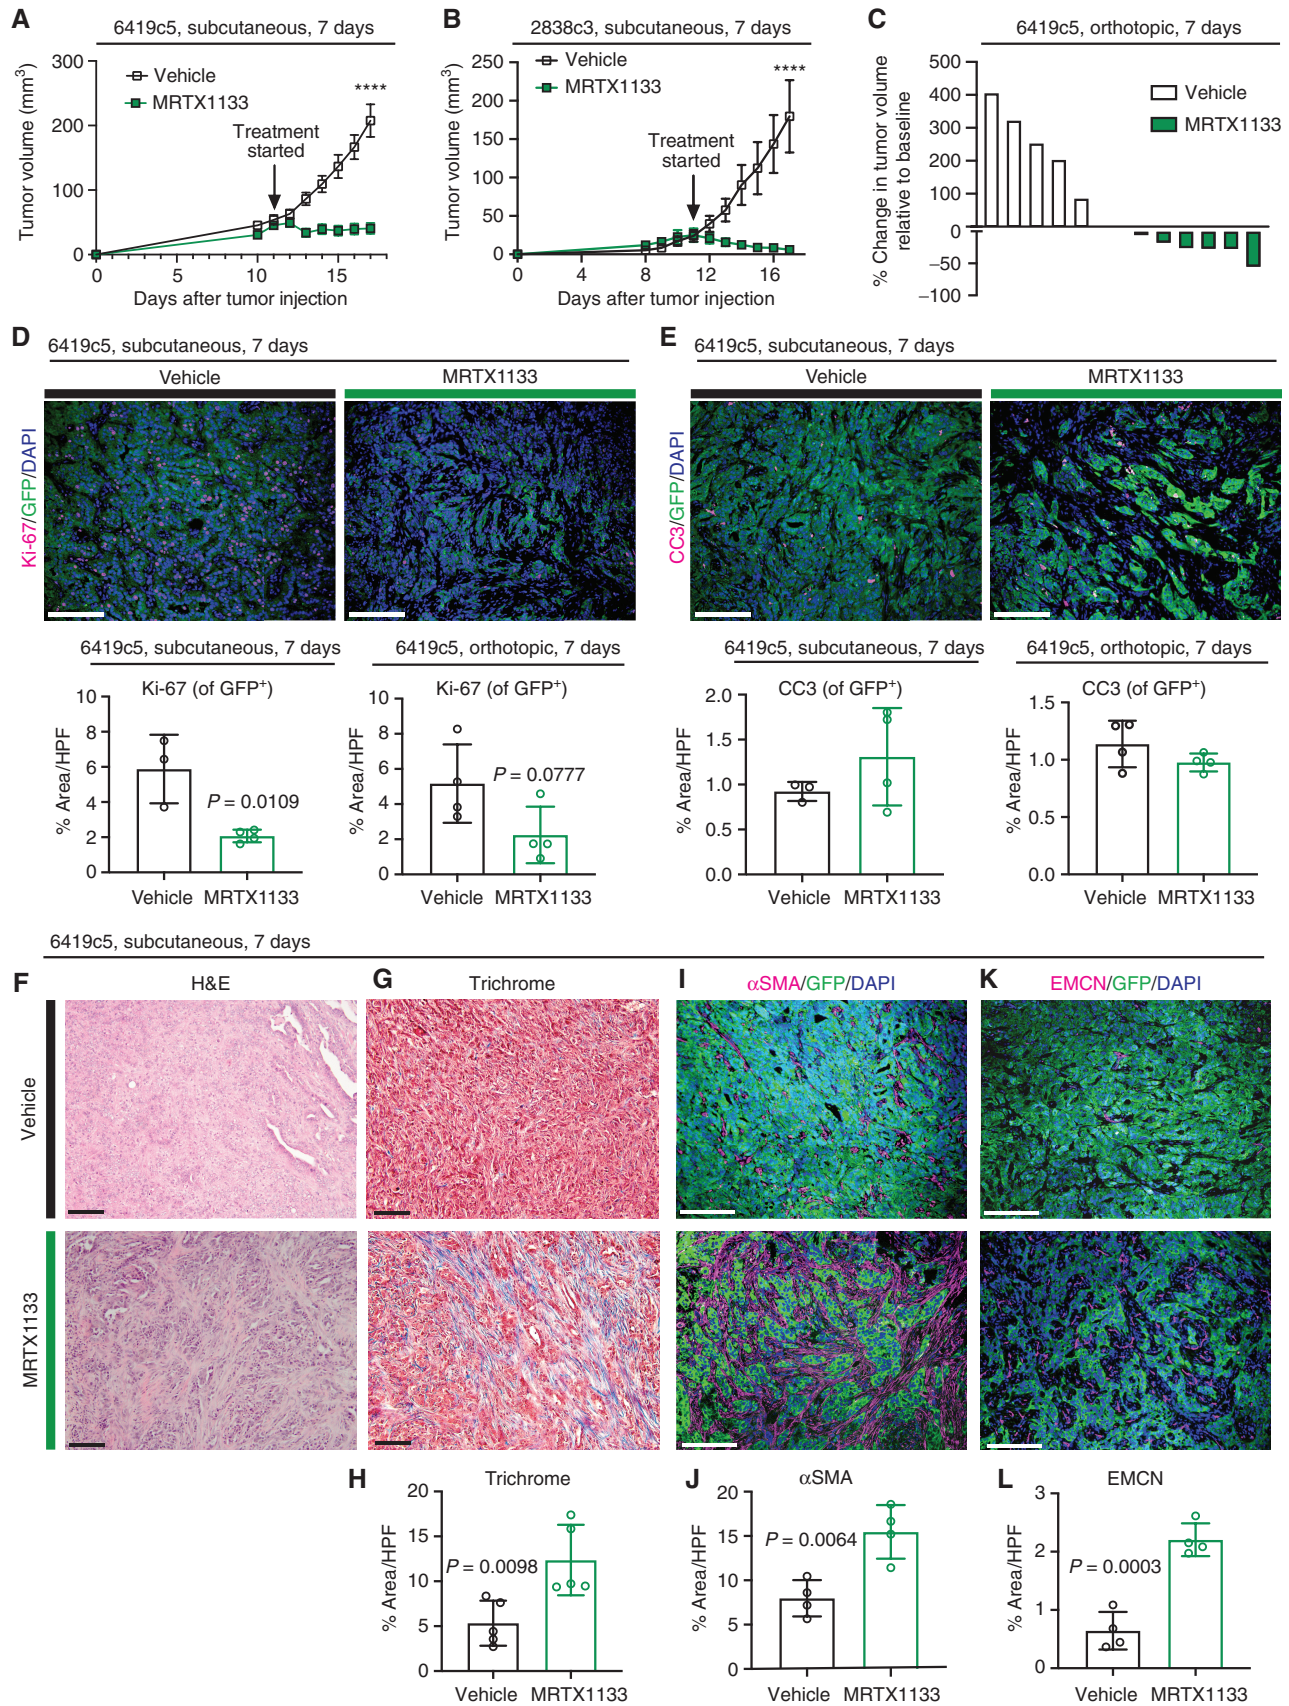 A
6419c5, subcutaneous, 7 days
Tumor volume (mm³)
300
200
100
0
Vehicle
MRTX1133
Treatment
started
****
0 5 10 15
Days after tumor injection
B
2838c3, subcutaneous, 7 days
Tumor volume (mm³)
250
200
150
100
50
0
Vehicle
MRTX1133
Treatment
started
****
0 4 8 12 16
Days after tumor injection
C
6419c5, orthotopic, 7 days
% Change in tumor volume
relative to baseline
500
400
300
200
100
0
−50
−100
Vehicle
MRTX1133
D
6419c5, subcutaneous, 7 days
Vehicle
MRTX1133
Ki-67/GFP/DAPI
6419c5, subcutaneous, 7 days
Ki-67 (of GFP⁺)
% Area/HPF
10
8
6
4
2
0
P = 0.0109
Vehicle MRTX1133
6419c5, orthotopic, 7 days
Ki-67 (of GFP⁺)
% Area/HPF
10
8
6
4
2
0
P = 0.0777
Vehicle MRTX1133
E
6419c5, subcutaneous, 7 days
Vehicle
MRTX1133
CC3/GFP/DAPI
6419c5, subcutaneous, 7 days
CC3 (of GFP⁺)
% Area/HPF
2.0
1.5
1.0
0.5
0.0
Vehicle MRTX1133
6419c5, orthotopic, 7 days
CC3 (of GFP⁺)
% Area/HPF
1.5
1.0
0.5
0.0
Vehicle MRTX1133
6419c5, subcutaneous, 7 days
F
H&E
G
Trichrome
I
αSMA/GFP/DAPI
K
EMCN/GFP/DAPI
Vehicle
MRTX1133
H
Trichrome
% Area/HPF
20
15
10
5
0
P = 0.0098
Vehicle MRTX1133
J
αSMA
% Area/HPF
20
15
10
5
0
P = 0.0064
Vehicle MRTX1133
L
EMCN
% Area/HPF
3
2
1
0
P = 0.0003
Vehicle MRTX1133